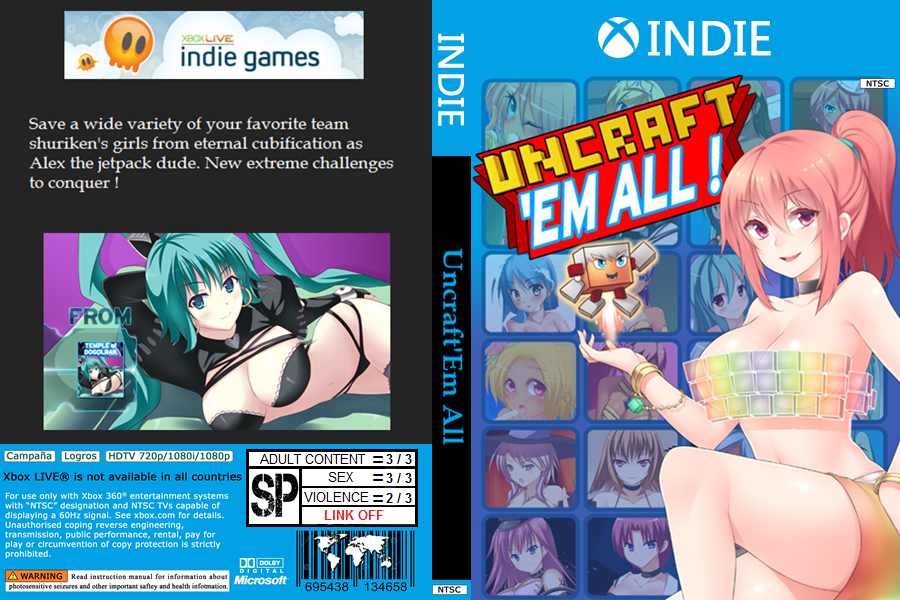 XBOX LIVE
indie games
Save a wide variety of your favorite team
shuriken's girls from eternal cubification as
Alex the jetpack dude. New extreme challenges
to conquer !
FROM
TEMPLE of
DOGOLRAK
Campaña Logros HDTV 720p/1080i/1080p
Xbox LIVE® is not available in all countries
For use only with Xbox 360® entertainment systems
with “NTSC” designation and NTSC TVs capable of
displaying a 60Hz signal. See xbox.com for details.
Unauthorised coping reverse engineering,
transmission, public performance, rental, pay for
play or circumvention of copy protection is strictly
prohibited.
WARNING Read instruction manual for information about
photosensitive seizures and other important saftey and health infotmation.
ADULT CONTENT = 3 / 3
SP
SEX = 3 / 3
VIOLENCE = 2 / 3
LINK OFF
DOLBY
DIGITAL
Microsoft
695438 134658
INDIE
Uncraft'Em All
NTSC
INDIE
NTSC
UNCRAFT
'EM ALL !